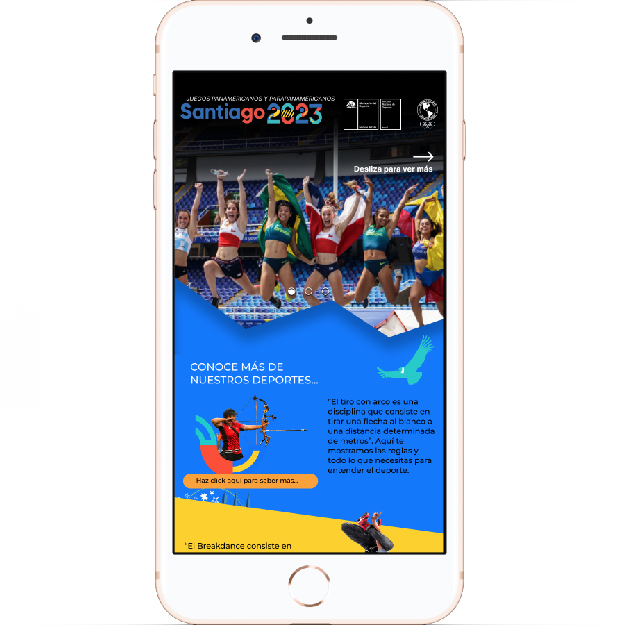 JUEGOS PANAMERICANOS Y PARAPANAMERICANOS
Santiago 2023
Desliza para ver más
CONOCE MÁS DE
NUESTROS DEPORTES...
"El tiro con arco es una
disciplina que consiste en
tirar una flecha al blanco a
una distancia determinada
de metros". Aquí te
mostramos las reglas y
todo lo que necesitas para
entender el deporte.
Haz click aquí para saber más...
"El Breakdance consiste en